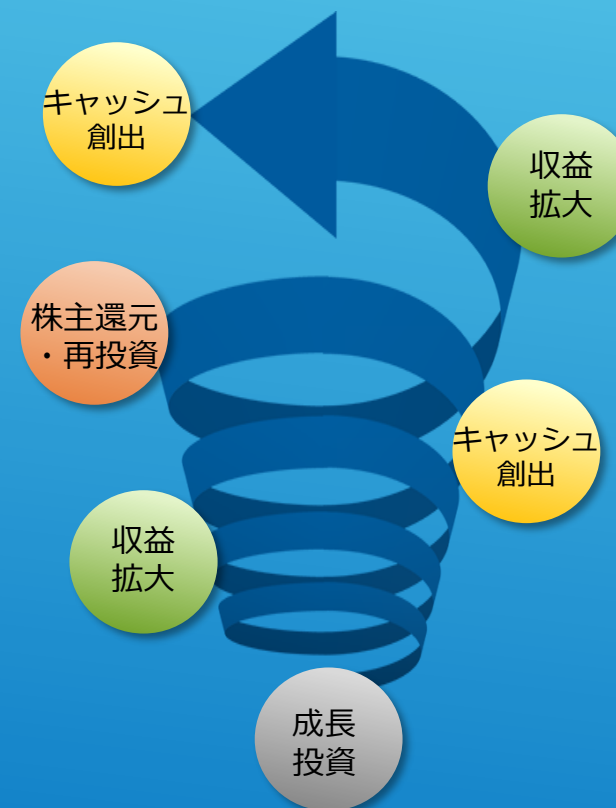 キャッシュ
創出
収益
拡大
株主還元
・再投資
キャッシュ
創出
収益
拡大
成長
投資